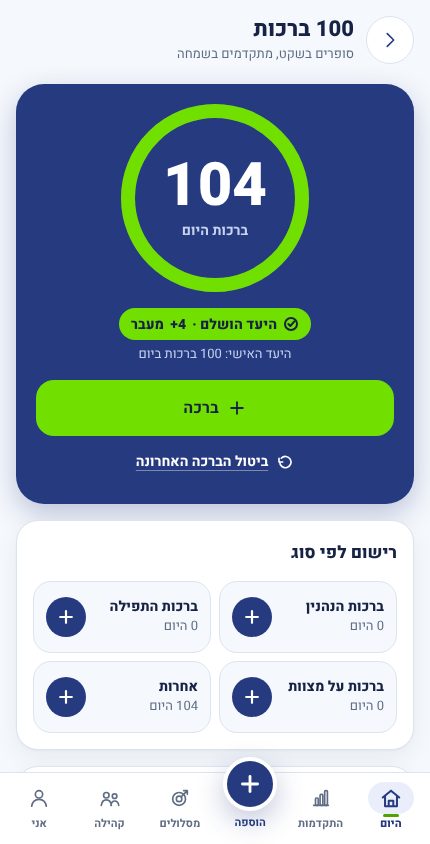 100 ברכות
סופרים בשקט, מתקדמים בשמחה
104
ברכות היום
היעד הושלם · +4 מעבר
היעד האישי: 100 ברכות ביום
ברכה
ביטול הברכה האחרונה
רישום לפי סוג
ברכות הנהנין
0 היום
ברכות התפילה
0 היום
ברכות על מצוות
0 היום
אחרות
104 היום
היום
התקדמות
הוספה
מסלולים
קהילה
אני